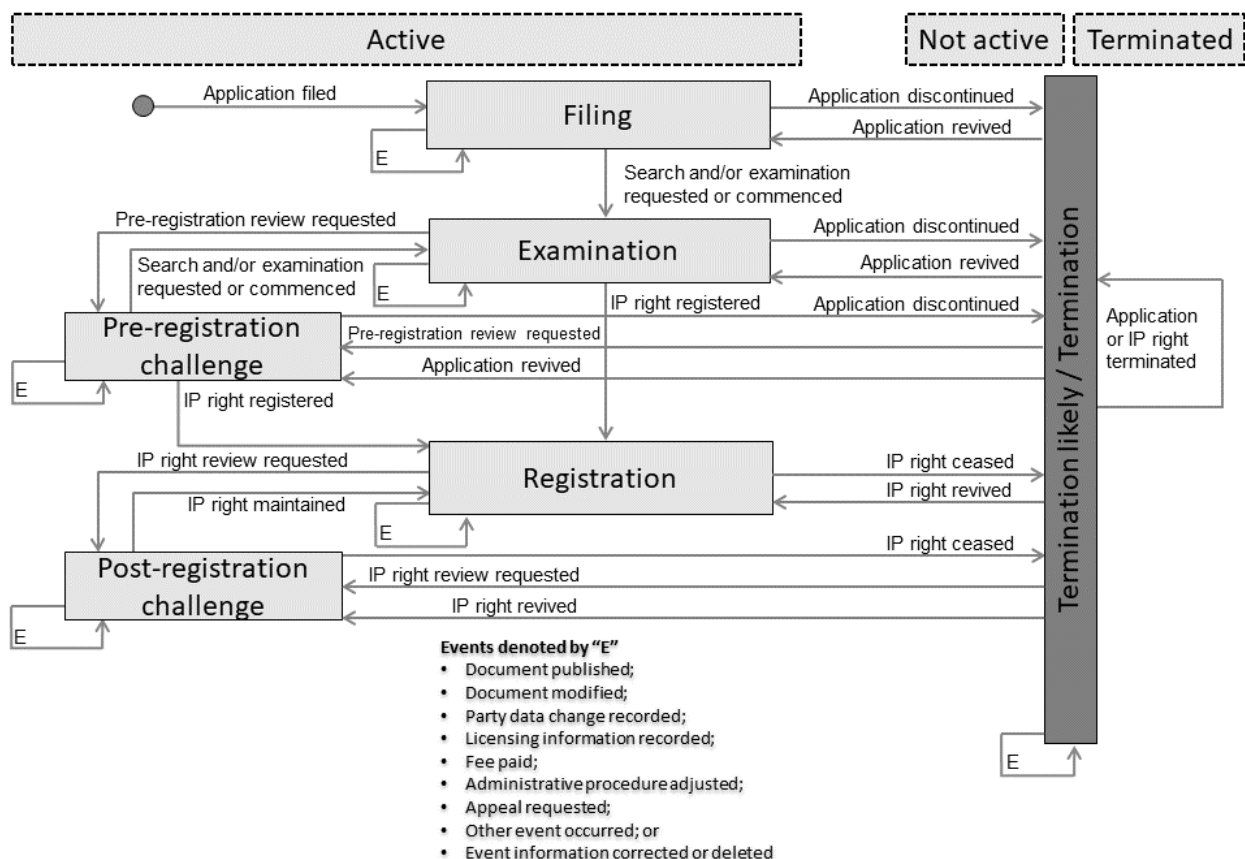 Active
Not active
Terminated
Application filed
Filing
Application discontinued
Application revived
E
Search and/or examination
requested or commenced
Pre-registration review requested
Examination
Application discontinued
Application revived
Search and/or examination
requested or commenced
E
IP right registered
Application discontinued
Pre-registration
challenge
Pre-registration review requested
Application revived
E
IP right registered
Application
or IP right
terminated
Termination likely / Termination
IP right review requested
Registration
IP right ceased
IP right revived
IP right maintained
E
IP right ceased
Post-registration
challenge
IP right review requested
IP right revived
E
Events denoted by “E”
• Document published;
• Document modified;
• Party data change recorded;
• Licensing information recorded;
• Fee paid;
• Administrative procedure adjusted;
• Appeal requested;
• Other event occurred; or
• Event information corrected or deleted
E